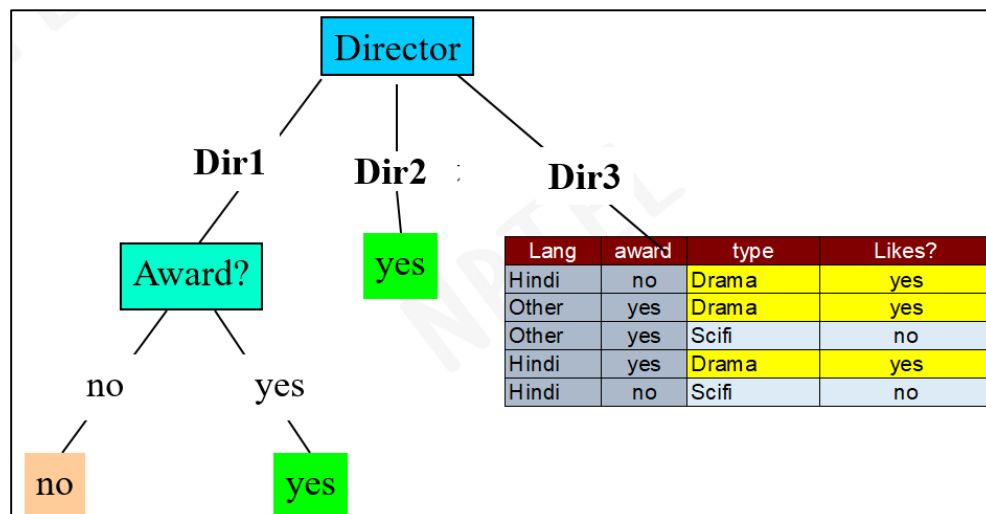 Director
Dir1 Dir2 : Dir3
Award? yes
no yes
no yes
Lang award type Likes?
Hindi no Drama yes
Other yes Drama yes
Other yes Scifi no
Hindi yes Drama yes
Hindi no Scifi no
NPTEL